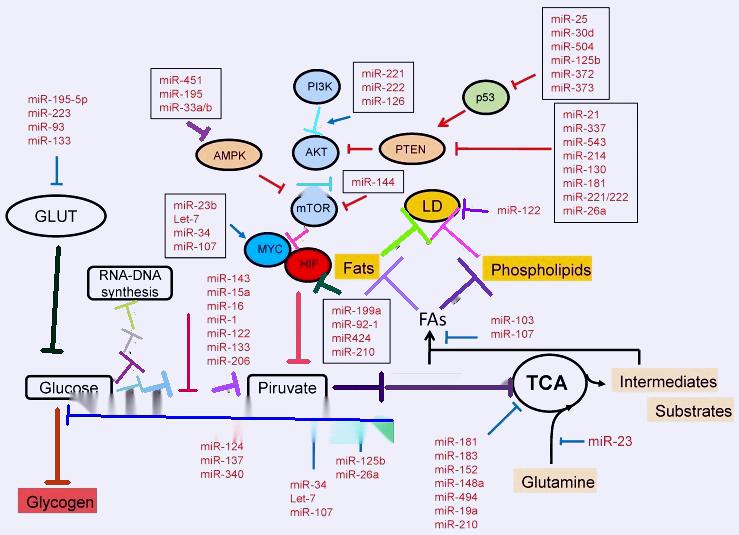 miR-25
miR-30d
miR-504
miR-125b
miR-372
miR-373
miR-451
miR-195
miR-33a/b
PI3K
miR-221
miR-222
miR-126
p53
miR-195-5p
miR-223
miR-93
miR-133
AMPK
AKT
PTEN
miR-21
miR-337
miR-543
miR-214
miR-130
miR-181
miR-221/222
miR-26a
miR-144
GLUT
miR-23b
Let-7
miR-34
miR-107
mTOR
LD
miR-122
MYC
HIF
Fats
Phospholipids
RNA-DNA
synthesis
miR-143
miR-15a
miR-16
miR-1
miR-122
miR-133
miR-206
miR-199a
miR-92-1
miR424
miR-210
FAs
miR-103
miR-107
Glucose
Piruvate
TCA
Intermediates
Substrates
miR-124
miR-137
miR-340
miR-125b
miR-26a
miR-34
Let-7
miR-107
miR-181
miR-183
miR-152
miR-148a
miR-494
miR-19a
miR-210
miR-23
Glutamine
Glycogen